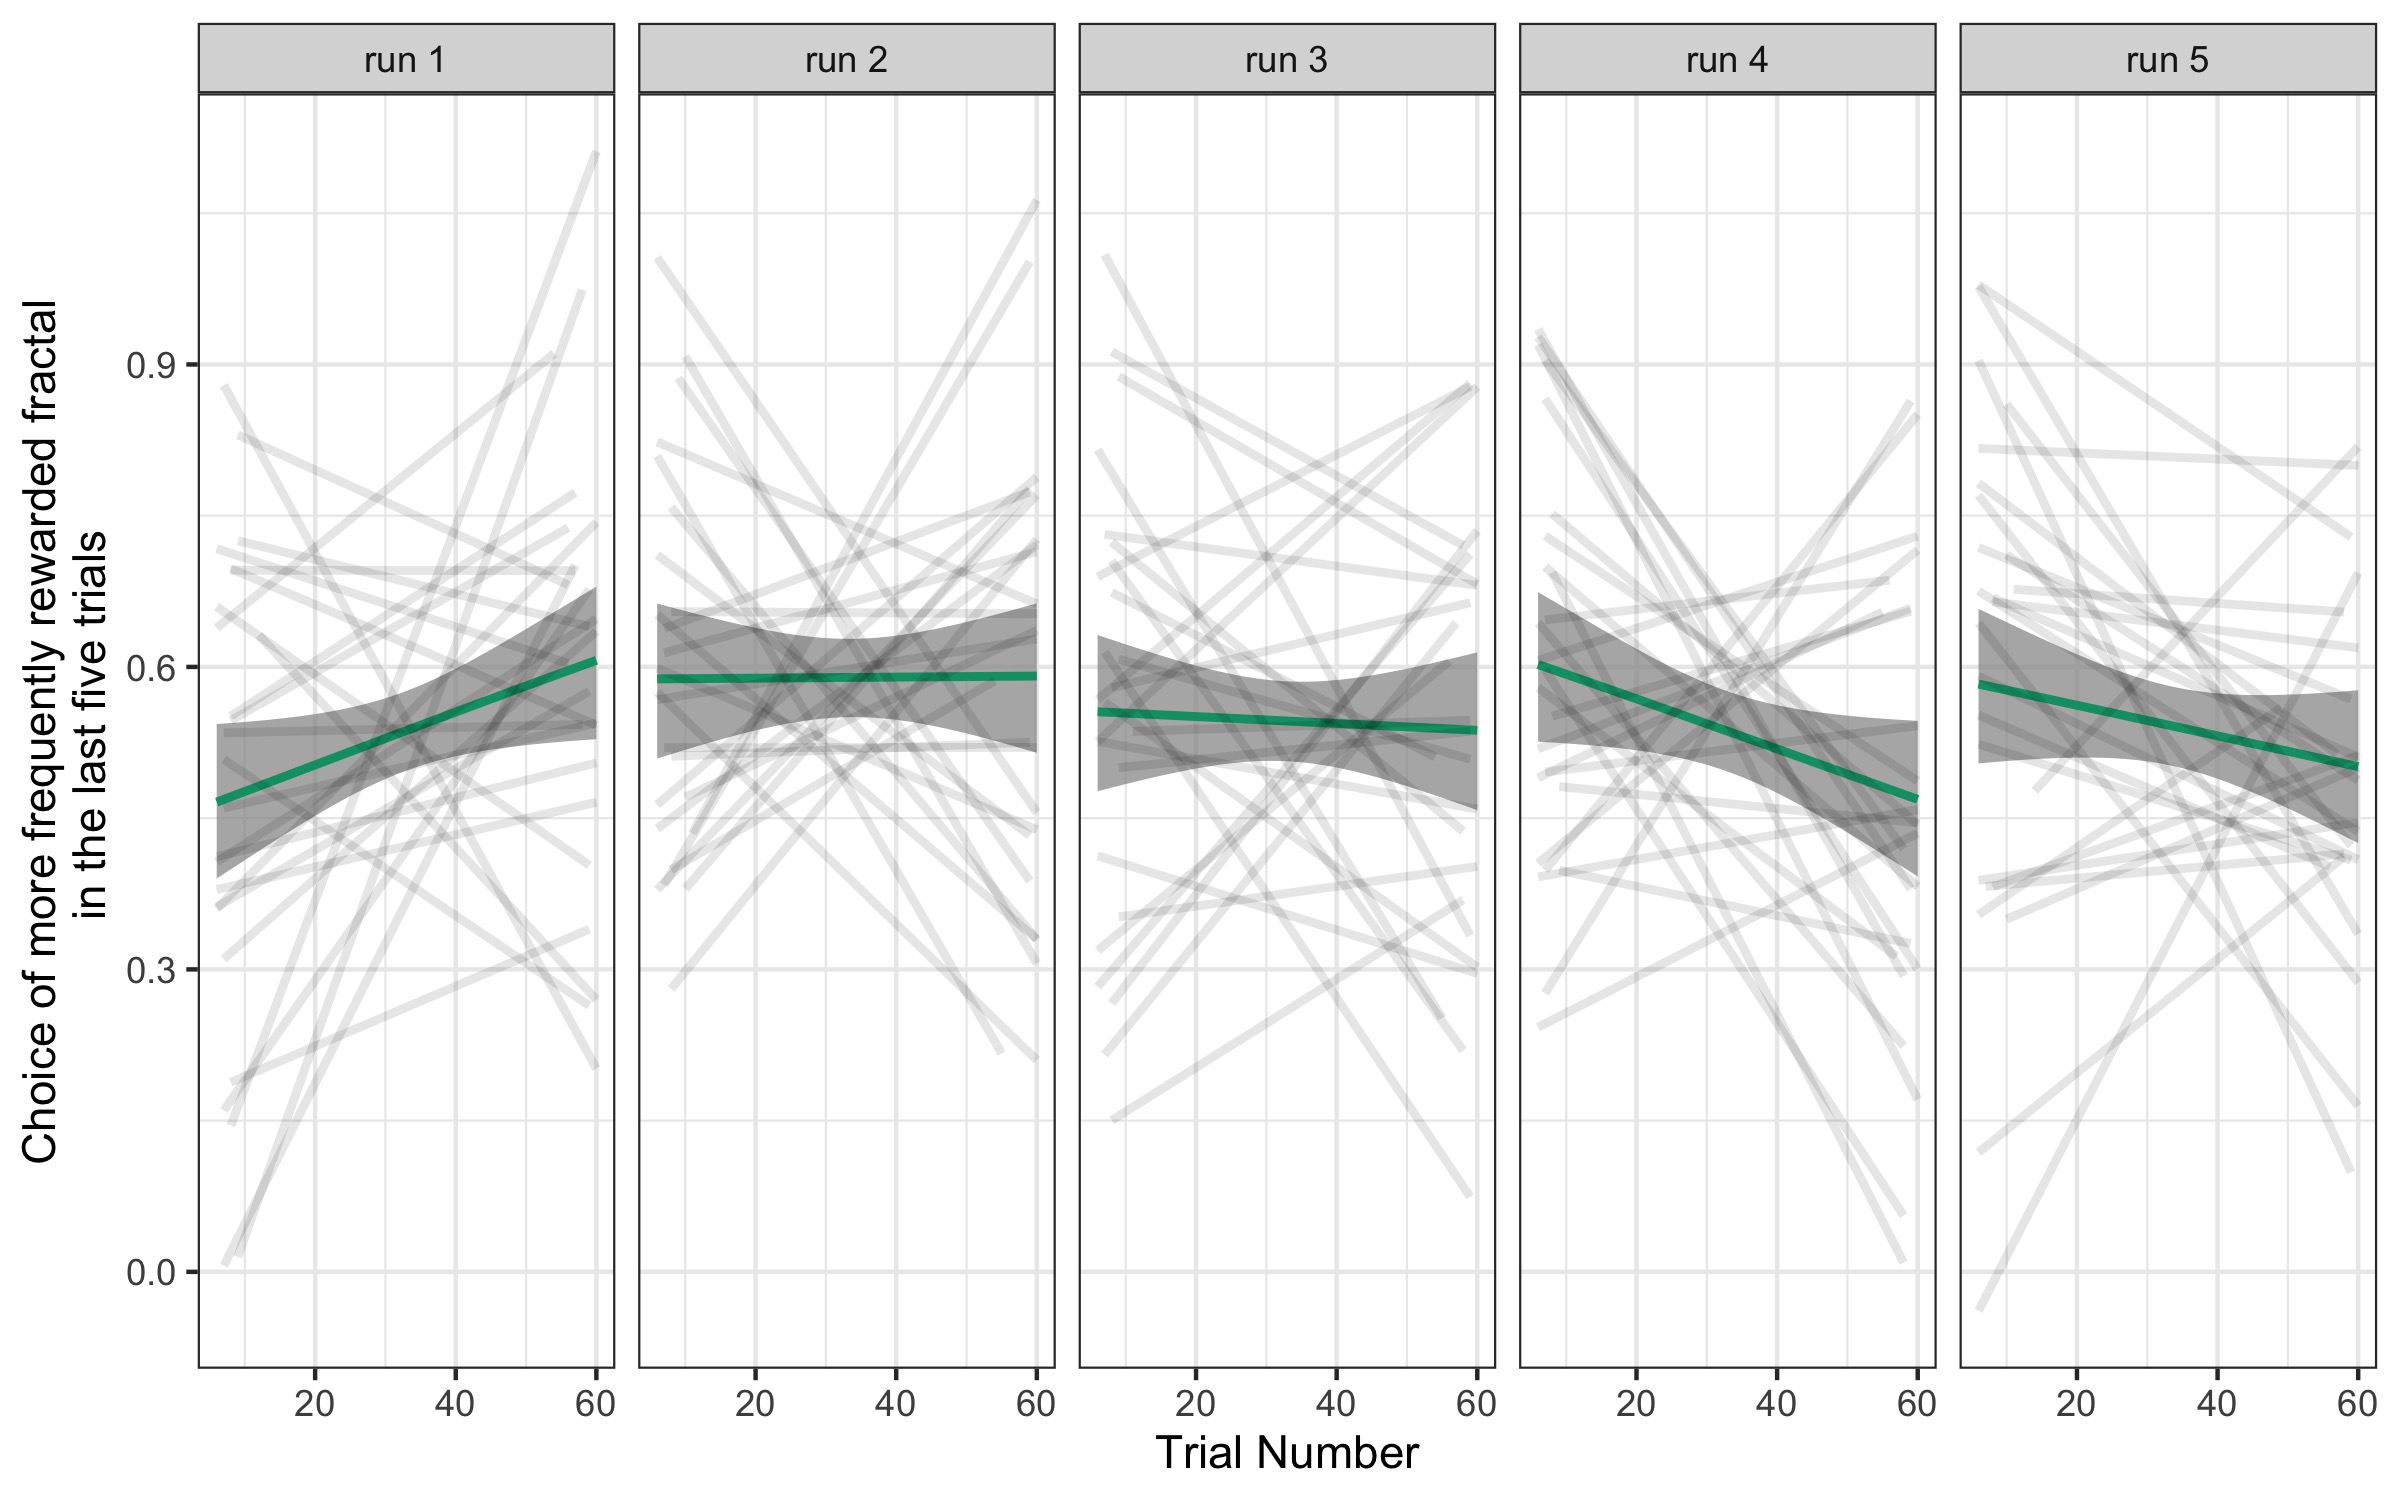 run 1
run 2
run 3
run 4
run 5
Choice of more frequently rewarded fractal
in the last five trials
0.9
0.6
0.3
0.0
20 40 60 20 40 60 20 40 60 20 40 60 20 40 60
Trial Number